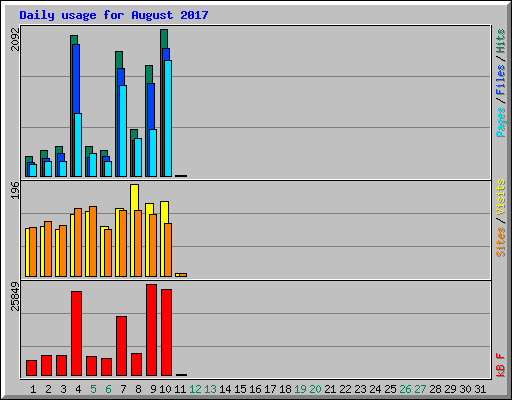 Daily usage for August 2017
2092
Pages / Files / Hits
196
Sites / Visits
25849
kB F
1 2 3 4 5 6 7 8 9 10 11 12 13 14 15 16 17 18 19 20 21 22 23 24 25 26 27 28 29 30 31